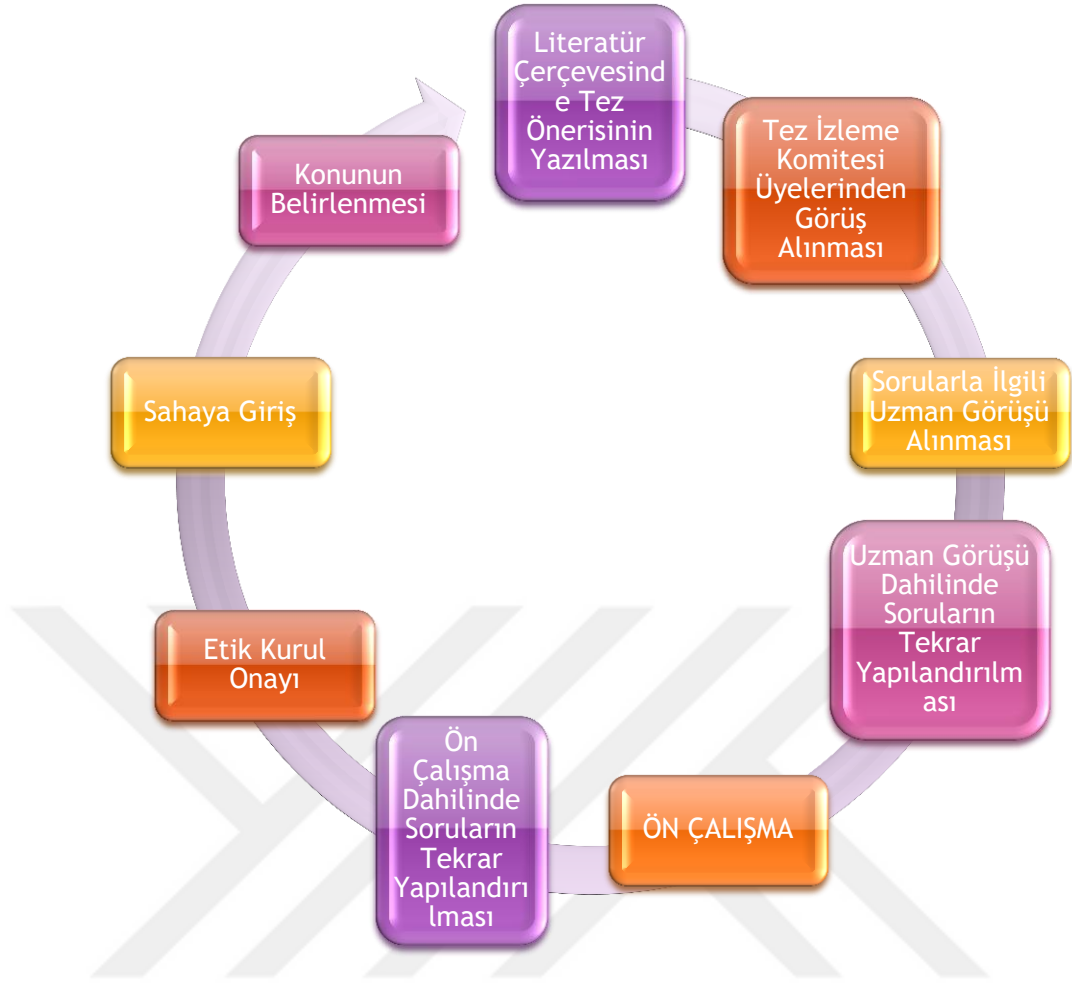 Literatür
Çerçevesind
e Tez
Önerisinin
Yazılması
Tez İzleme
Komitesi
Üyelerinden
Görüş
Alınması
Sorularla İlgili
Uzman Görüşü
Alınması
Uzman Görüşü
Dahilinde
Soruların
Tekrar
Yapılandırılm
ası
ÖN ÇALIŞMA
Ön
Çalışma
Dahilinde
Soruların
Tekrar
Yapılandırı
lması
Etik Kurul
Onayı
Sahaya Giriş
Konunun
Belirlenmesi